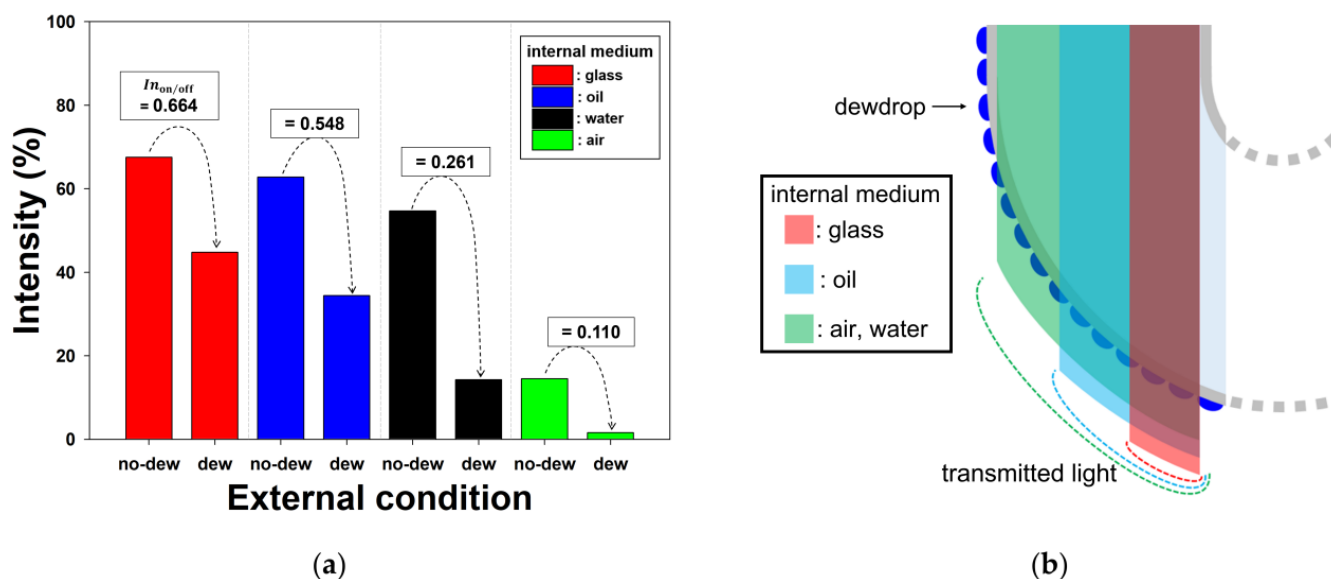 100
80
60
40
20
0
Intensity (%)
In on/off
= 0.664
= 0.548
= 0.261
= 0.110
internal medium
: glass
: oil
: water
: air
no-dew dew no-dew dew no-dew dew no-dew dew
External condition
(a)
dewdrop
internal medium
: glass
: oil
: air, water
transmitted light
(b)